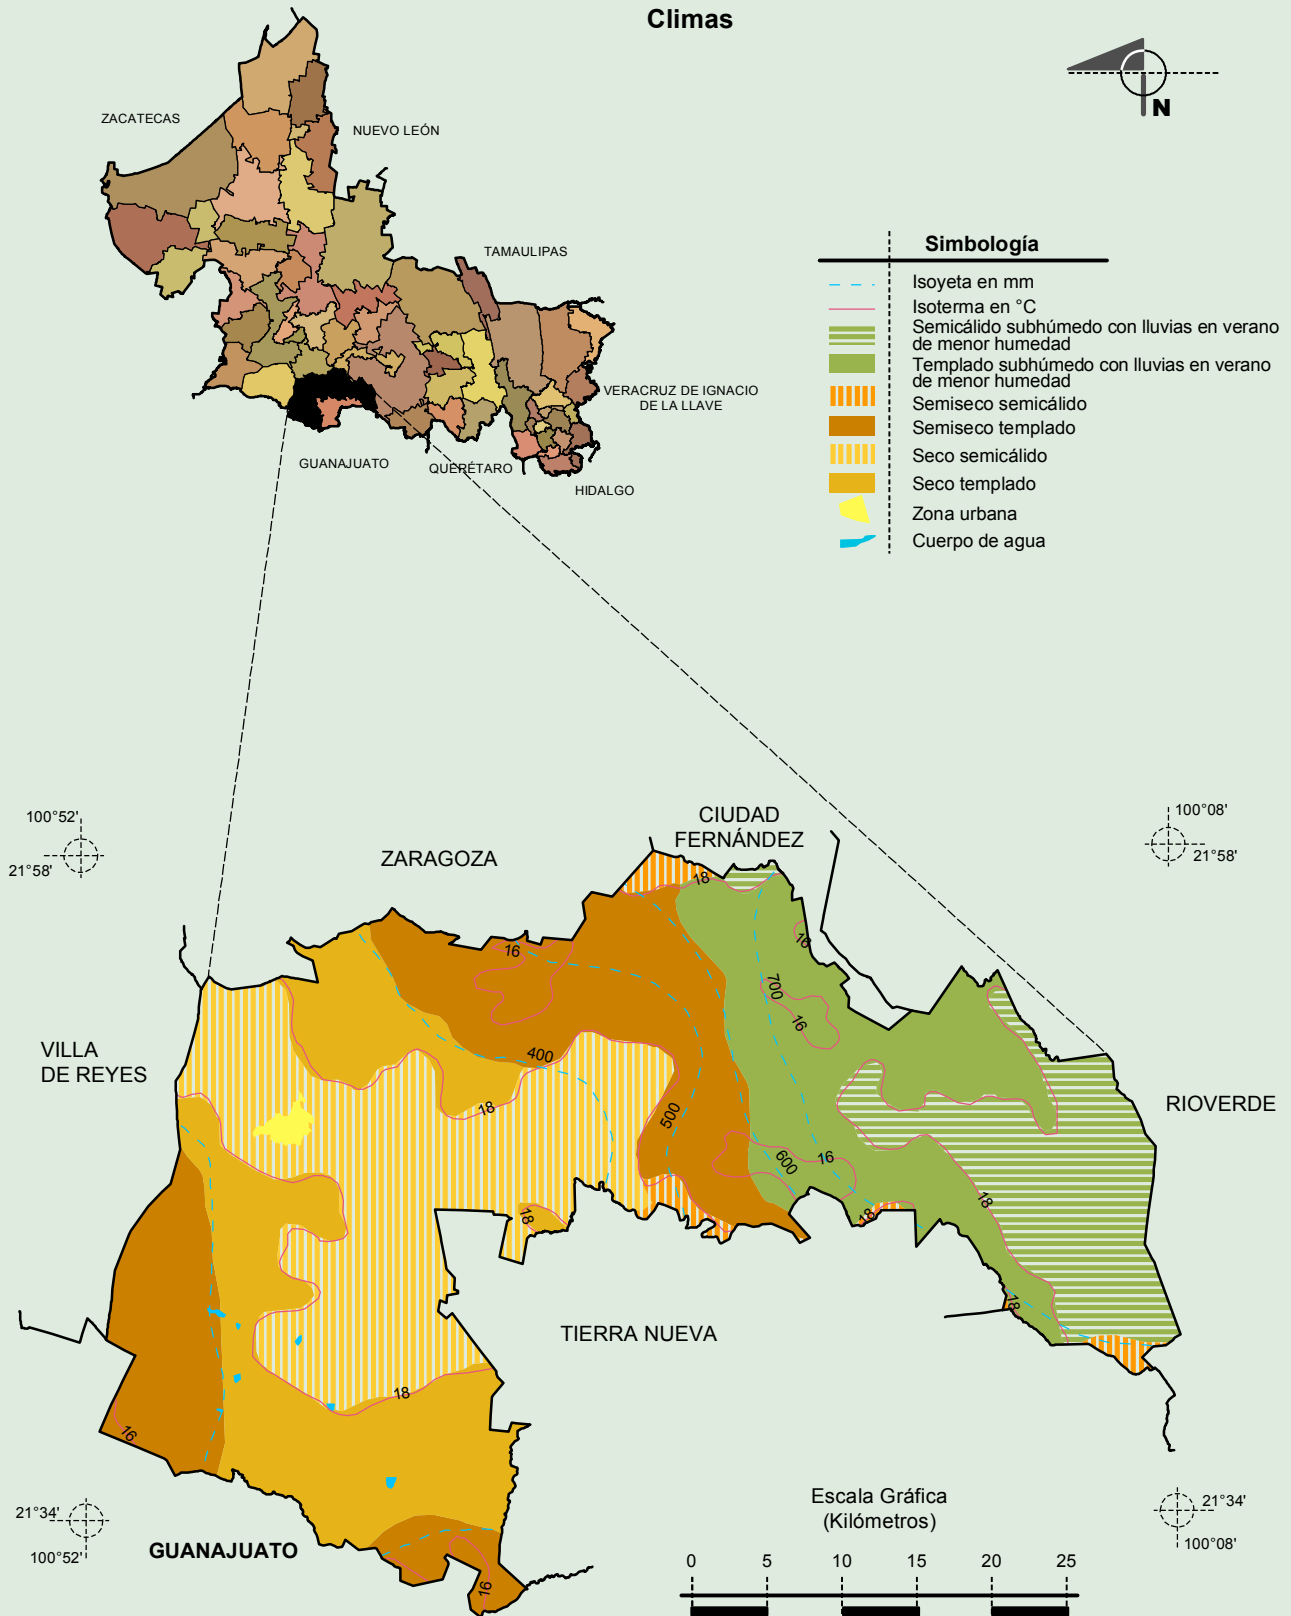 Climas
N
ZACATECAS
NUEVO LEÓN
TAMAULIPAS
VERACRUZ DE IGNACIO
DE LA LLAVE
GUANAJUATO
QUERÉTARO
HIDALGO
Simbología
Isoyeta en mm
Isoterma en °C
Semicálido subhúmedo con lluvias en verano
de menor humedad
Templado subhúmedo con lluvias en verano
de menor humedad
Semiseco semicálido
Semiseco templado
Seco semicálido
Seco templado
Zona urbana
Cuerpo de agua
100°52'
21°58'
100°08'
21°58'
ZARAGOZA
CIUDAD
FERNÁNDEZ
VILLA
DE REYES
RIOVERDE
TIERRA NUEVA
18
16
16
700
16
400
18
500
600
16
18
18
18
18
18
16
16
21°34'
100°52'
GUANAJUATO
21°34'
100°08'
Escala Gráfica
(Kilómetros)
0 5 10 15 20 25